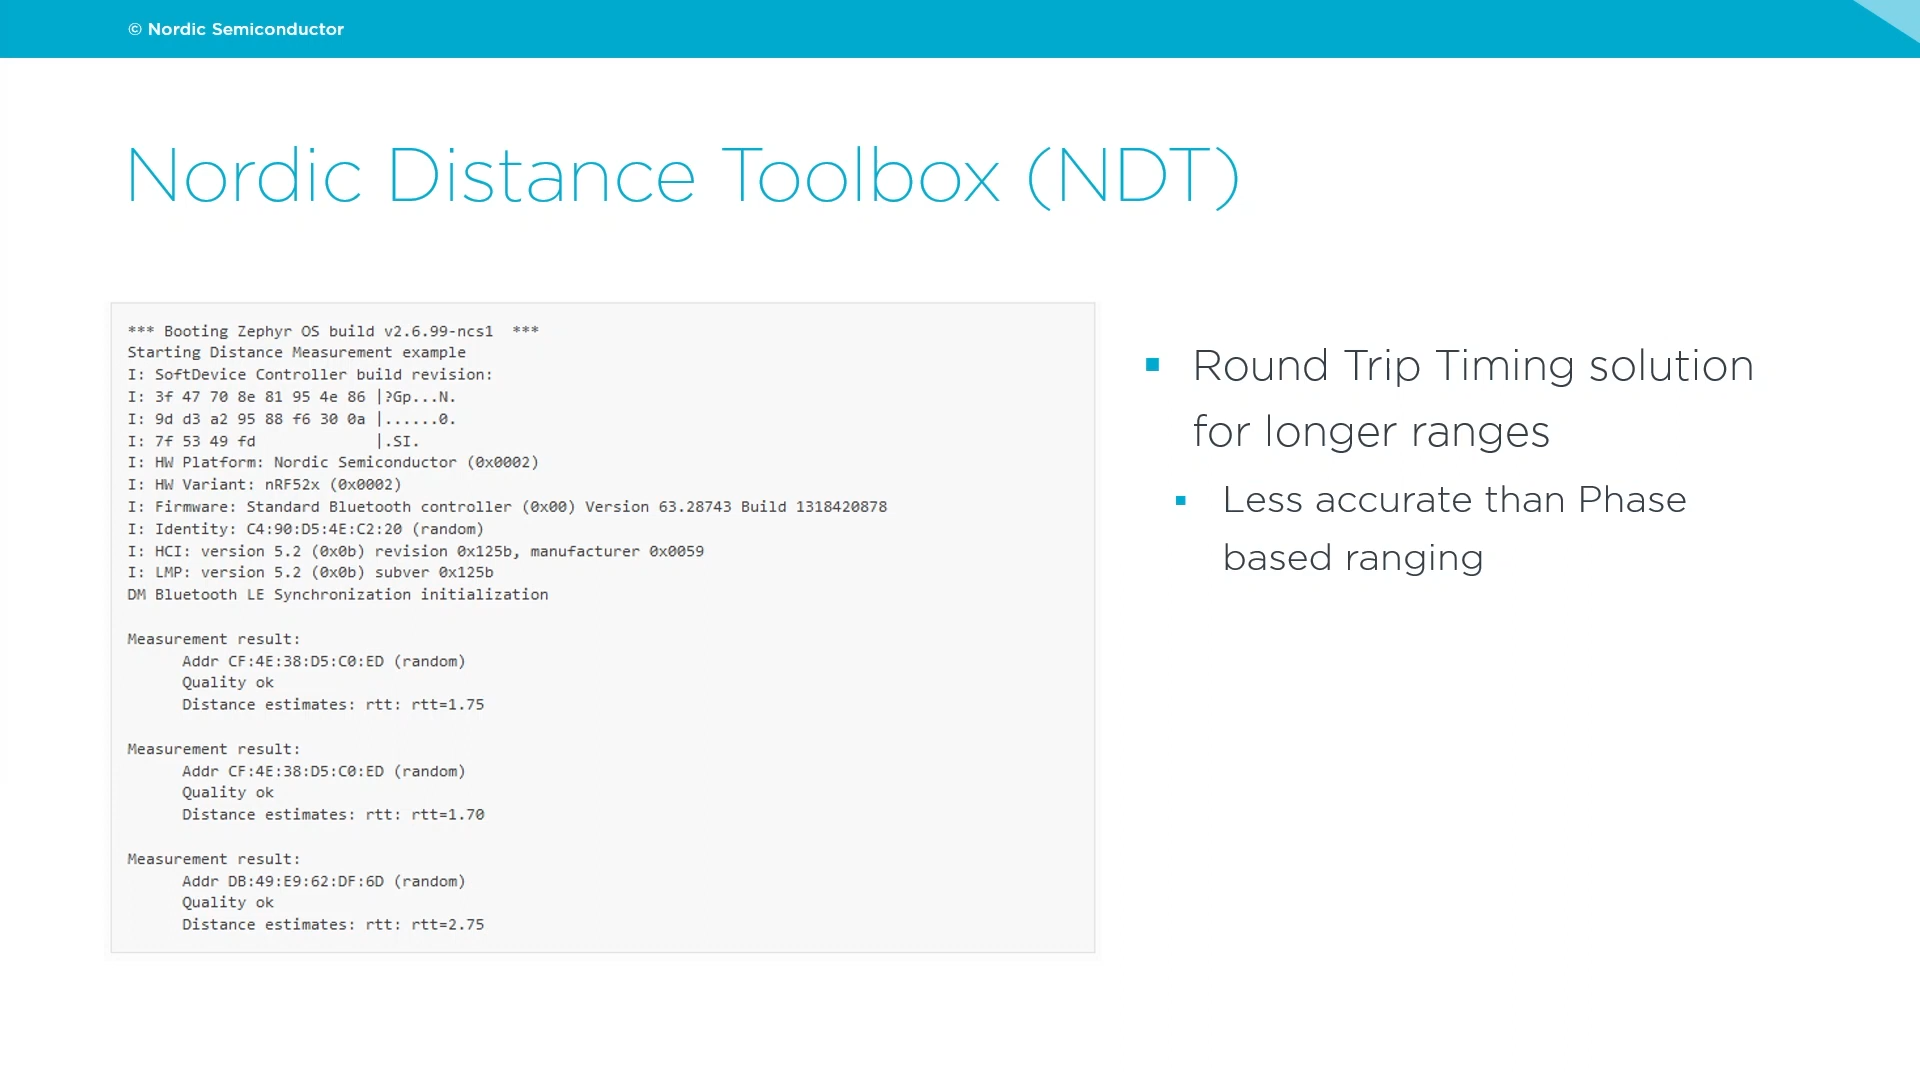 © Nordic Semiconductor
Nordic Distance Toolbox (NDT)
*** Booting Zephyr OS build v2.6.99-ncs1  ***
Starting Distance Measurement example
I: SoftDevice Controller build revision:
I: 3f 47 70 8e 81 95 4e 86 |?Gp...N.
I: 9d d3 a2 95 88 f6 30 0a |......0.
I: 7f 53 49 fd             |.SI.
I: HW Platform: Nordic Semiconductor (0x0002)
I: HW Variant: nRF52x (0x0002)
I: Firmware: Standard Bluetooth controller (0x00) Version 63.28743 Build 1318420878
I: Identity: C4:90:D5:4E:C2:20 (random)
I: HCI: version 5.2 (0x0b) revision 0x125b, manufacturer 0x0059
I: LMP: version 5.2 (0x0b) subver 0x125b
DM Bluetooth LE Synchronization initialization
Measurement result:
Addr CF:4E:38:D5:C0:ED (random)
Quality ok
Distance estimates: rtt: rtt=1.75
Measurement result:
Addr CF:4E:38:D5:C0:ED (random)
Quality ok
Distance estimates: rtt: rtt=1.70
Measurement result:
Addr DB:49:E9:62:DF:6D (random)
Quality ok
Distance estimates: rtt: rtt=2.75
Round Trip Timing solution
for longer ranges
Less accurate than Phase
based ranging